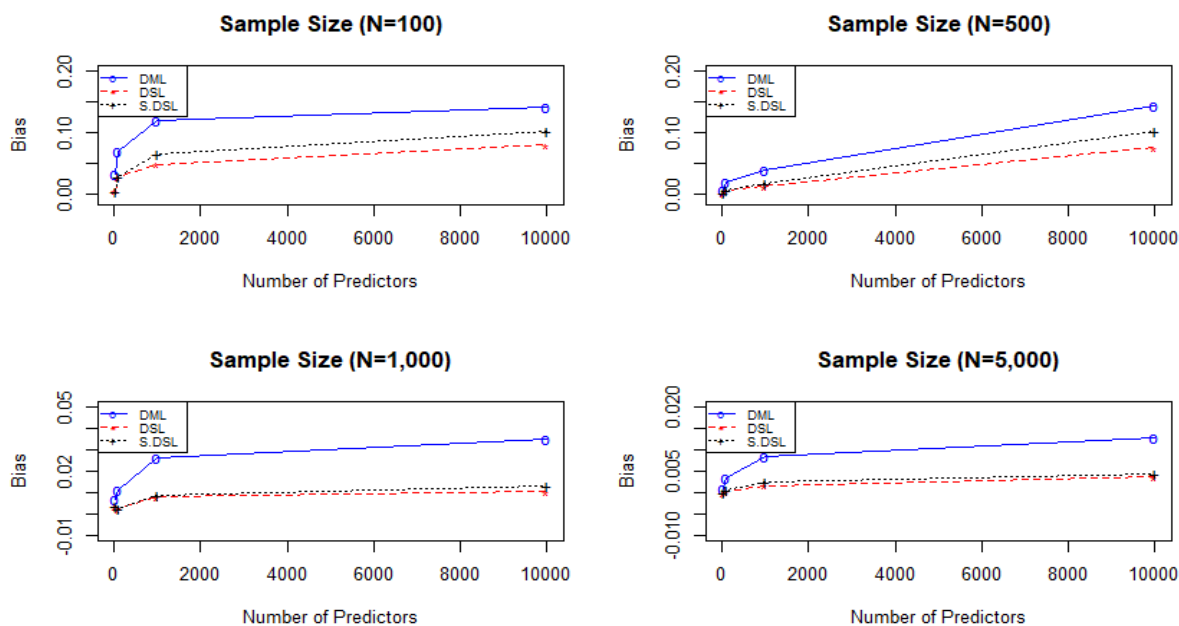 Sample Size (N=100)
Bias
0.00 0.10 0.20
DML
DSL
S.DSL
0 2000 4000 6000 8000 10000
Number of Predictors
Sample Size (N=500)
Bias
0.00 0.10 0.20
DML
DSL
S.DSL
0 2000 4000 6000 8000 10000
Number of Predictors
Sample Size (N=1,000)
Bias
-0.01 0.02 0.05
DML
DSL
S.DSL
0 2000 4000 6000 8000 10000
Number of Predictors
Sample Size (N=5,000)
Bias
-0.010 0.005 0.020
DML
DSL
S.DSL
0 2000 4000 6000 8000 10000
Number of Predictors